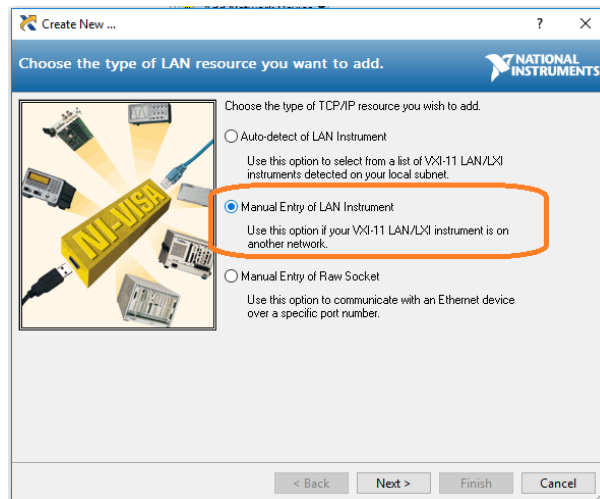 Create New ...
Choose the type of LAN resource you want to add.
NATIONAL
INSTRUMENTS
Choose the type of TCP/IP resource you wish to add.
Auto-detect of LAN Instrument
Use this option to select from a list of VXI-11 LAN/LXI
instruments detected on your local subnet.
Manual Entry of LAN Instrument
Use this option if your VXI-11 LAN/LXI instrument is on
another network.
Manual Entry of Raw Socket
Use this option to communicate with an Ethernet device
over a specific port number.
NI-VISA
< Back
Next >
Finish
Cancel